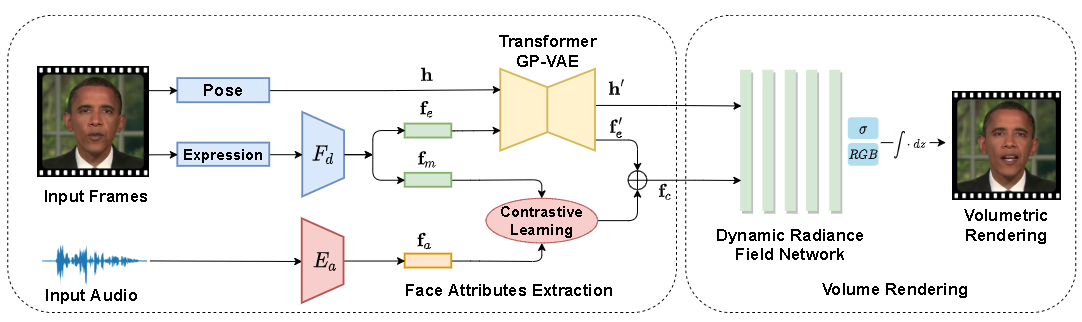 Transformer
GP-VAE
Pose
h
h′
f_e
f′_e
Expression
F_d
f_m
Input Frames
Contrastive
Learning
f_c
f_a
E_a
Input Audio
Face Attributes Extraction
σ
RGB
∫ · dz
Dynamic Radiance
Field Network
Volumetric
Rendering
Volume Rendering